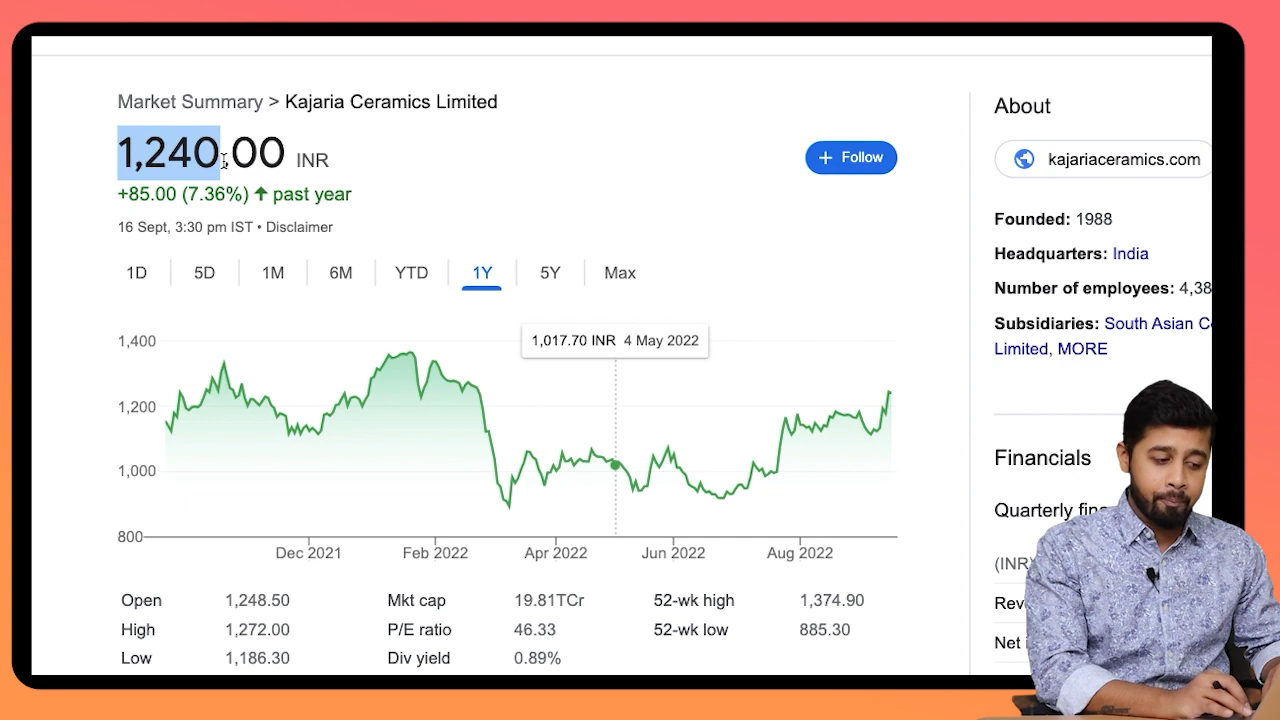 Market Summary > Kajaria Ceramics Limited
1,240.00 INR
+ Follow
+85.00 (7.36%) ↑ past year
16 Sept, 3:30 pm IST • Disclaimer
1D 5D 1M 6M YTD 1Y 5Y Max
1,017.70 INR 4 May 2022
1,400
1,200
1,000
800
Dec 2021 Feb 2022 Apr 2022 Jun 2022 Aug 2022
Open 1,248.50 Mkt cap 19.81TCr 52-wk high 1,374.90
High 1,272.00 P/E ratio 46.33 52-wk low 885.30
Low 1,186.30 Div yield 0.89%
About
kajariaceramics.com
Founded: 1988
Headquarters: India
Number of employees: 4,38
Subsidiaries: South Asian C
Limited, MORE
Financials
Quarterly fin
(INR)
Rev
Net i